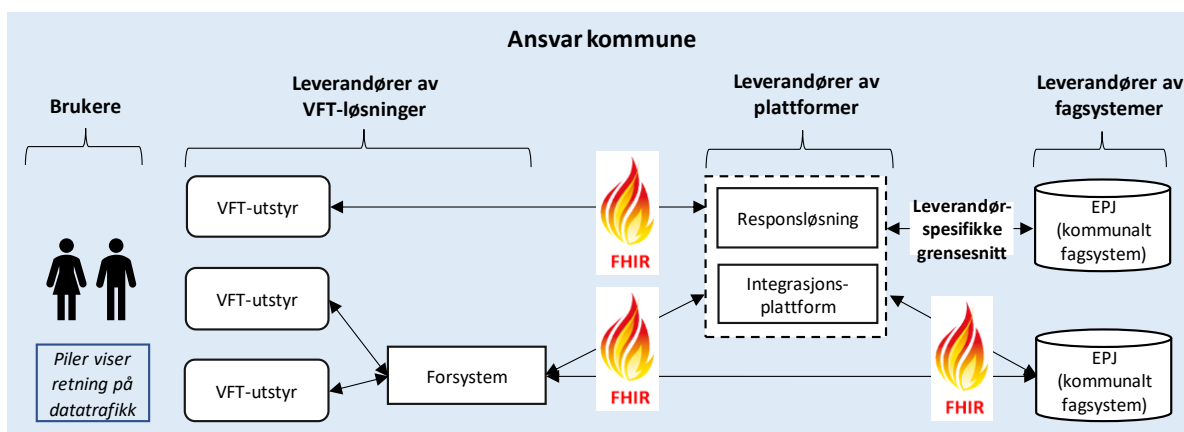 Ansvar kommune
Brukere
Leverandører av
VFT-løsninger
Leverandører av
plattformer
Leverandører av
fagsystemer
VFT-utstyr
FHIR
Responsløsning
Leverandør-
spesifikke
grensesnitt
EPJ
(kommunalt
fagsystem)
VFT-utstyr
Integrasjons-
plattform
Piler viser
retning på
datatrafikk
VFT-utstyr
Forsystem
FHIR
FHIR
EPJ
(kommunalt
fagsystem)